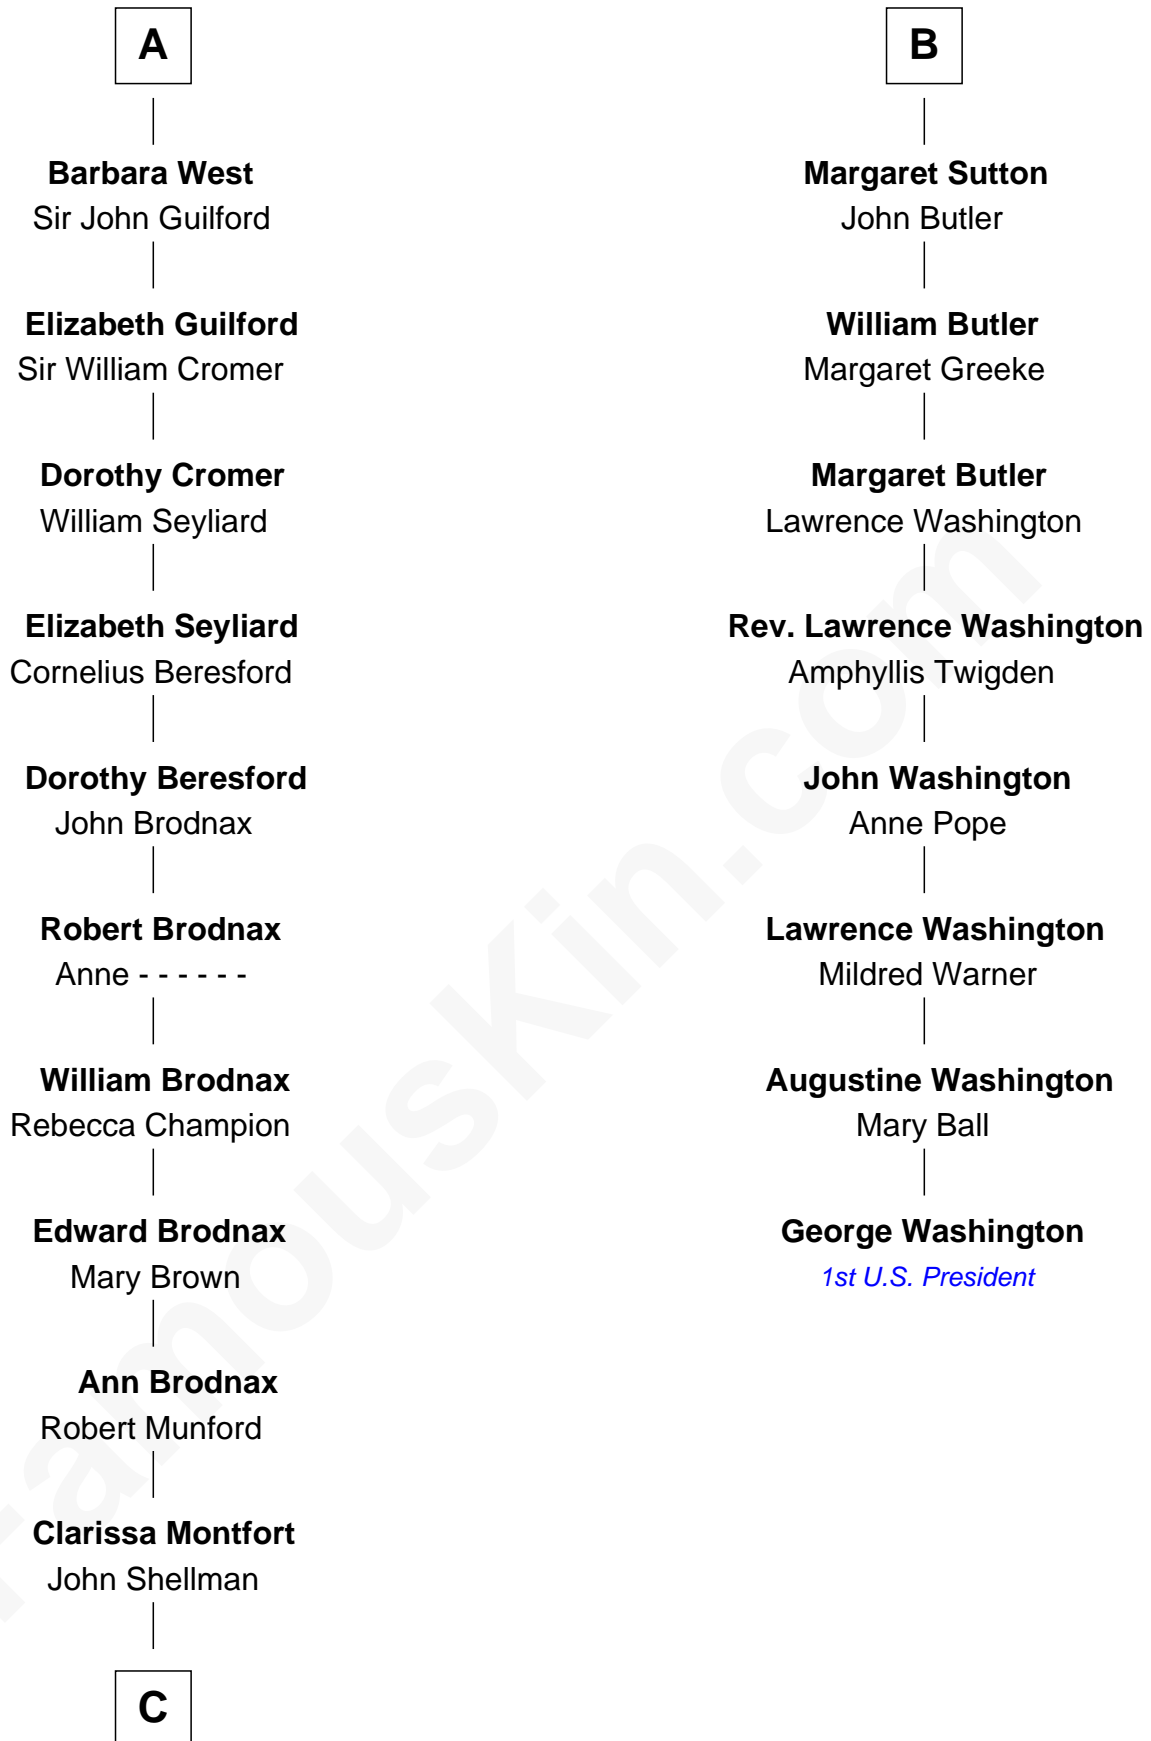 A
Barbara West
Sir John Guilford
Elizabeth Guilford
Sir William Cromer
Dorothy Cromer
William Seyliard
Elizabeth Seyliard
Cornelius Beresford
Dorothy Beresford
John Brodnax
Robert Brodnax
Anne - - - - - -
William Brodnax
Rebecca Champion
Edward Brodnax
Mary Brown
Ann Brodnax
Robert Munford
Clarissa Montfort
John Shellman
C
B
Margaret Sutton
John Butler
William Butler
Margaret Greeke
Margaret Butler
Lawrence Washington
Rev. Lawrence Washington
Amphyllis Twigden
John Washington
Anne Pope
Lawrence Washington
Mildred Warner
Augustine Washington
Mary Ball
George Washington
1st U.S. President
FamousKin.com